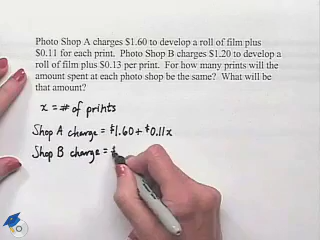 Photo Shop A charges $1.60 to develop a roll of film plus
$0.11 for each print. Photo Shop B charges $1.20 to develop a
roll of film plus $0.13 per print. For how many prints will the
amount spent at each photo shop be the same? What will be
that amount?
x = # of prints
Shop A charge = $1.60 + $0.11x
Shop B charge = $